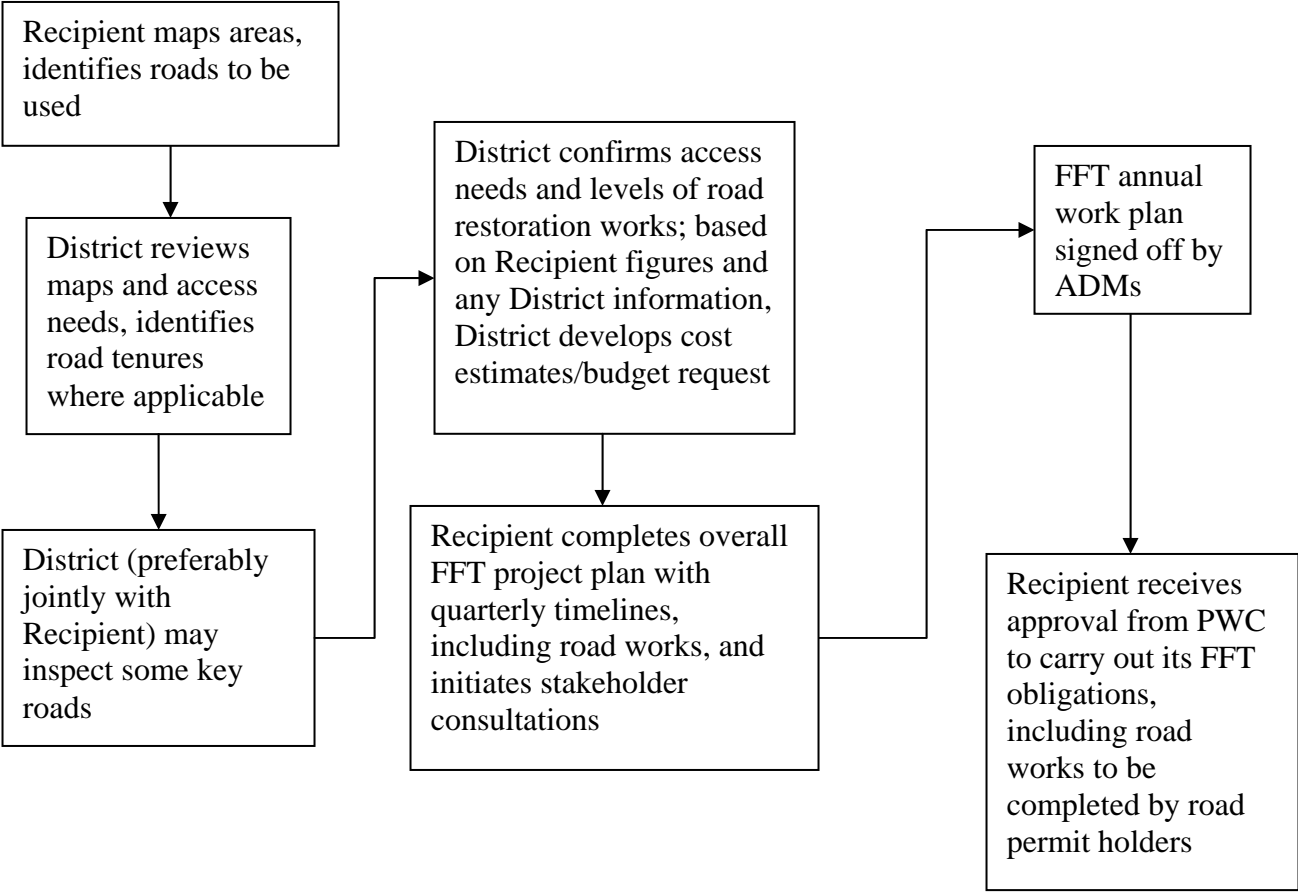 Recipient maps areas,
identifies roads to be
used
District reviews
maps and access
needs, identifies
road tenures
where applicable
District (preferably
jointly with
Recipient) may
inspect some key
roads
District confirms access
needs and levels of road
restoration works; based
on Recipient figures and
any District information,
District develops cost
estimates/budget request
Recipient completes overall
FFT project plan with
quarterly timelines,
including road works, and
initiates stakeholder
consultations
FFT annual
work plan
signed off by
ADMs
Recipient receives
approval from PWC
to carry out its FFT
obligations,
including road
works to be
completed by road
permit holders